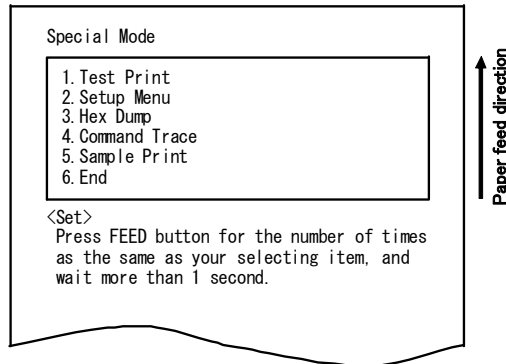 Special Mode
1. Test Print
2. Setup Menu
3. Hex Dump
4. Command Trace
5. Sample Print
6. End
<Set>
Press FEED button for the number of times
as the same as your selecting item, and
wait more than 1 second.
Paper feed direction